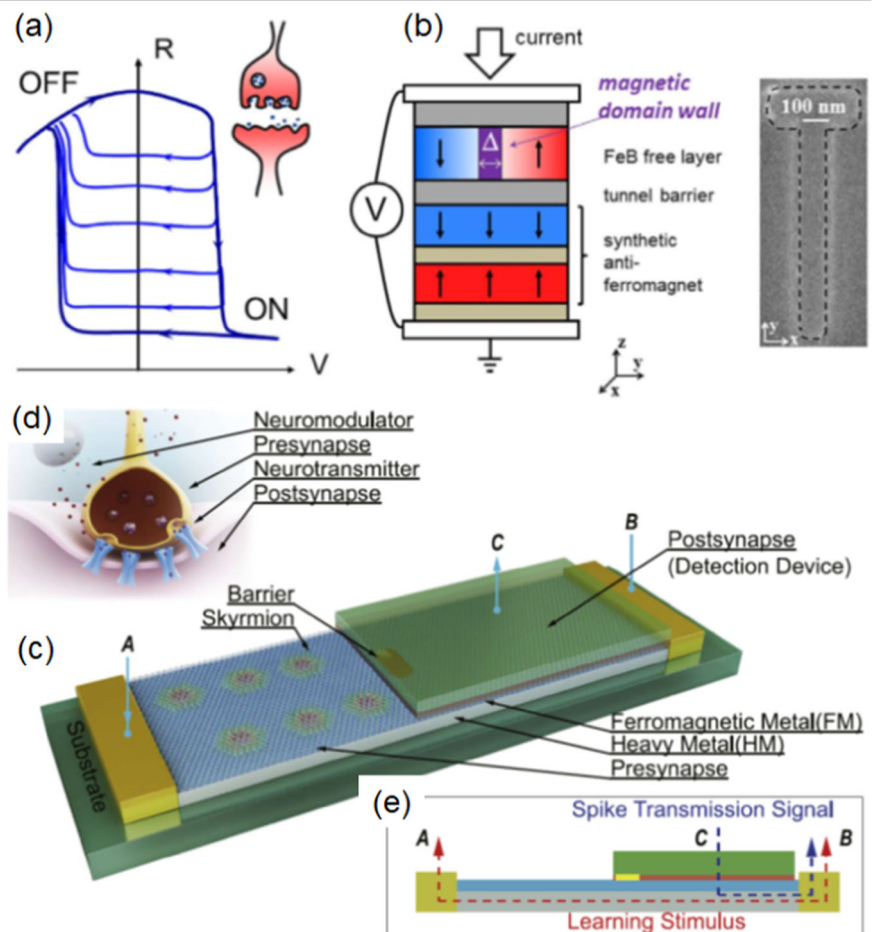 (a)
R
OFF
ON
V
(b)
current
magnetic
domain wall
Δ
FeB free layer
tunnel barrier
synthetic
anti-
ferromagnet
V
z
y
x
100 nm
y
x
(d)
Neuromodulator
Presynapse
Neurotransmitter
Postsynapse
(c)
A
Barrier
Skyrmion
C
B
Postsynapse
(Detection Device)
Substrate
Ferromagnetic Metal(FM)
Heavy Metal(HM)
Presynapse
(e)
Spike Transmission Signal
A
C
B
Learning Stimulus